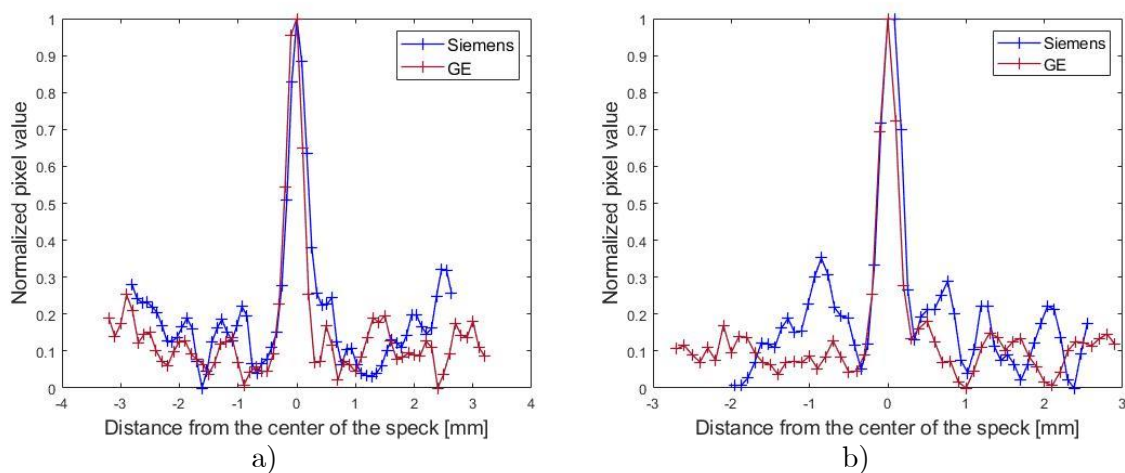 1
0.9
0.8
0.7
0.6
0.5
0.4
0.3
0.2
0.1
0
Normalized pixel value
-4 -3 -2 -1 0 1 2 3 4
Distance from the center of the speck [mm]
Siemens
GE
a)
1
0.9
0.8
0.7
0.6
0.5
0.4
0.3
0.2
0.1
0
Normalized pixel value
-3 -2 -1 0 1 2 3
Distance from the center of the speck [mm]
Siemens
GE
b)